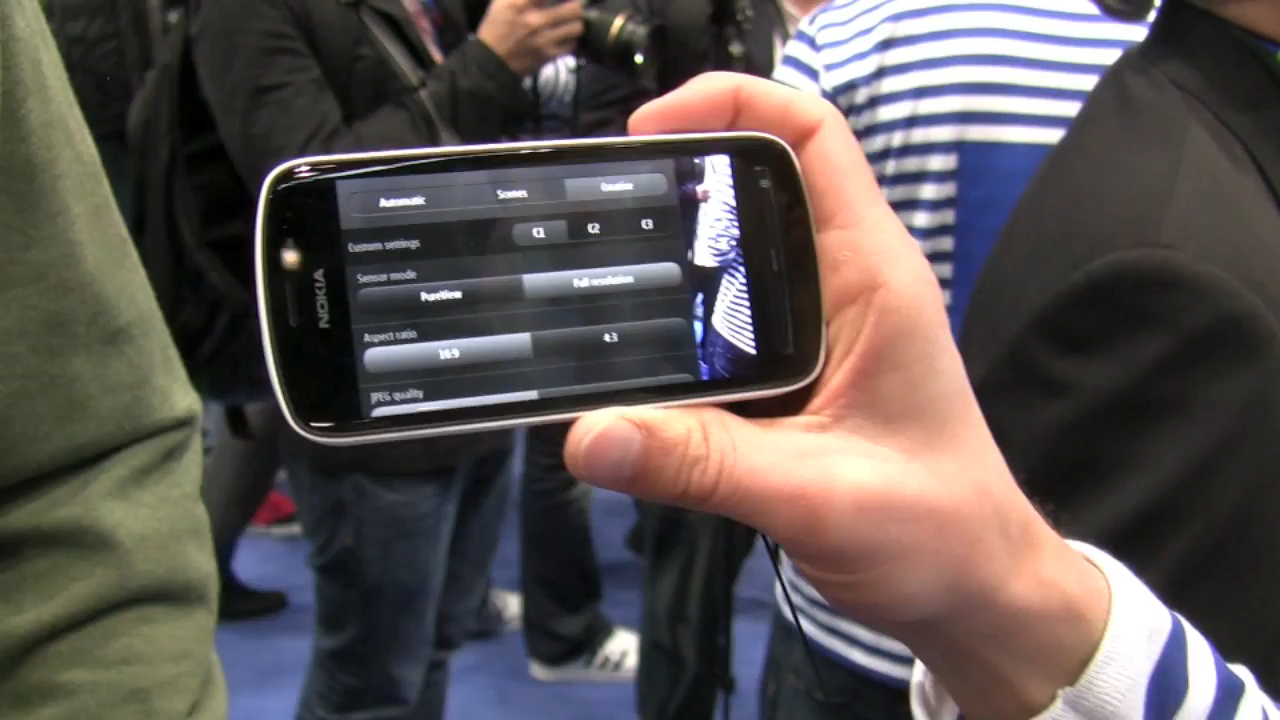 NOKIA
Automatic Scenes Creative
Custom settings C1 C2 C3
Sensor mode
PureView Full resolution
Aspect ratio
16:9 4:3
JPEG quality